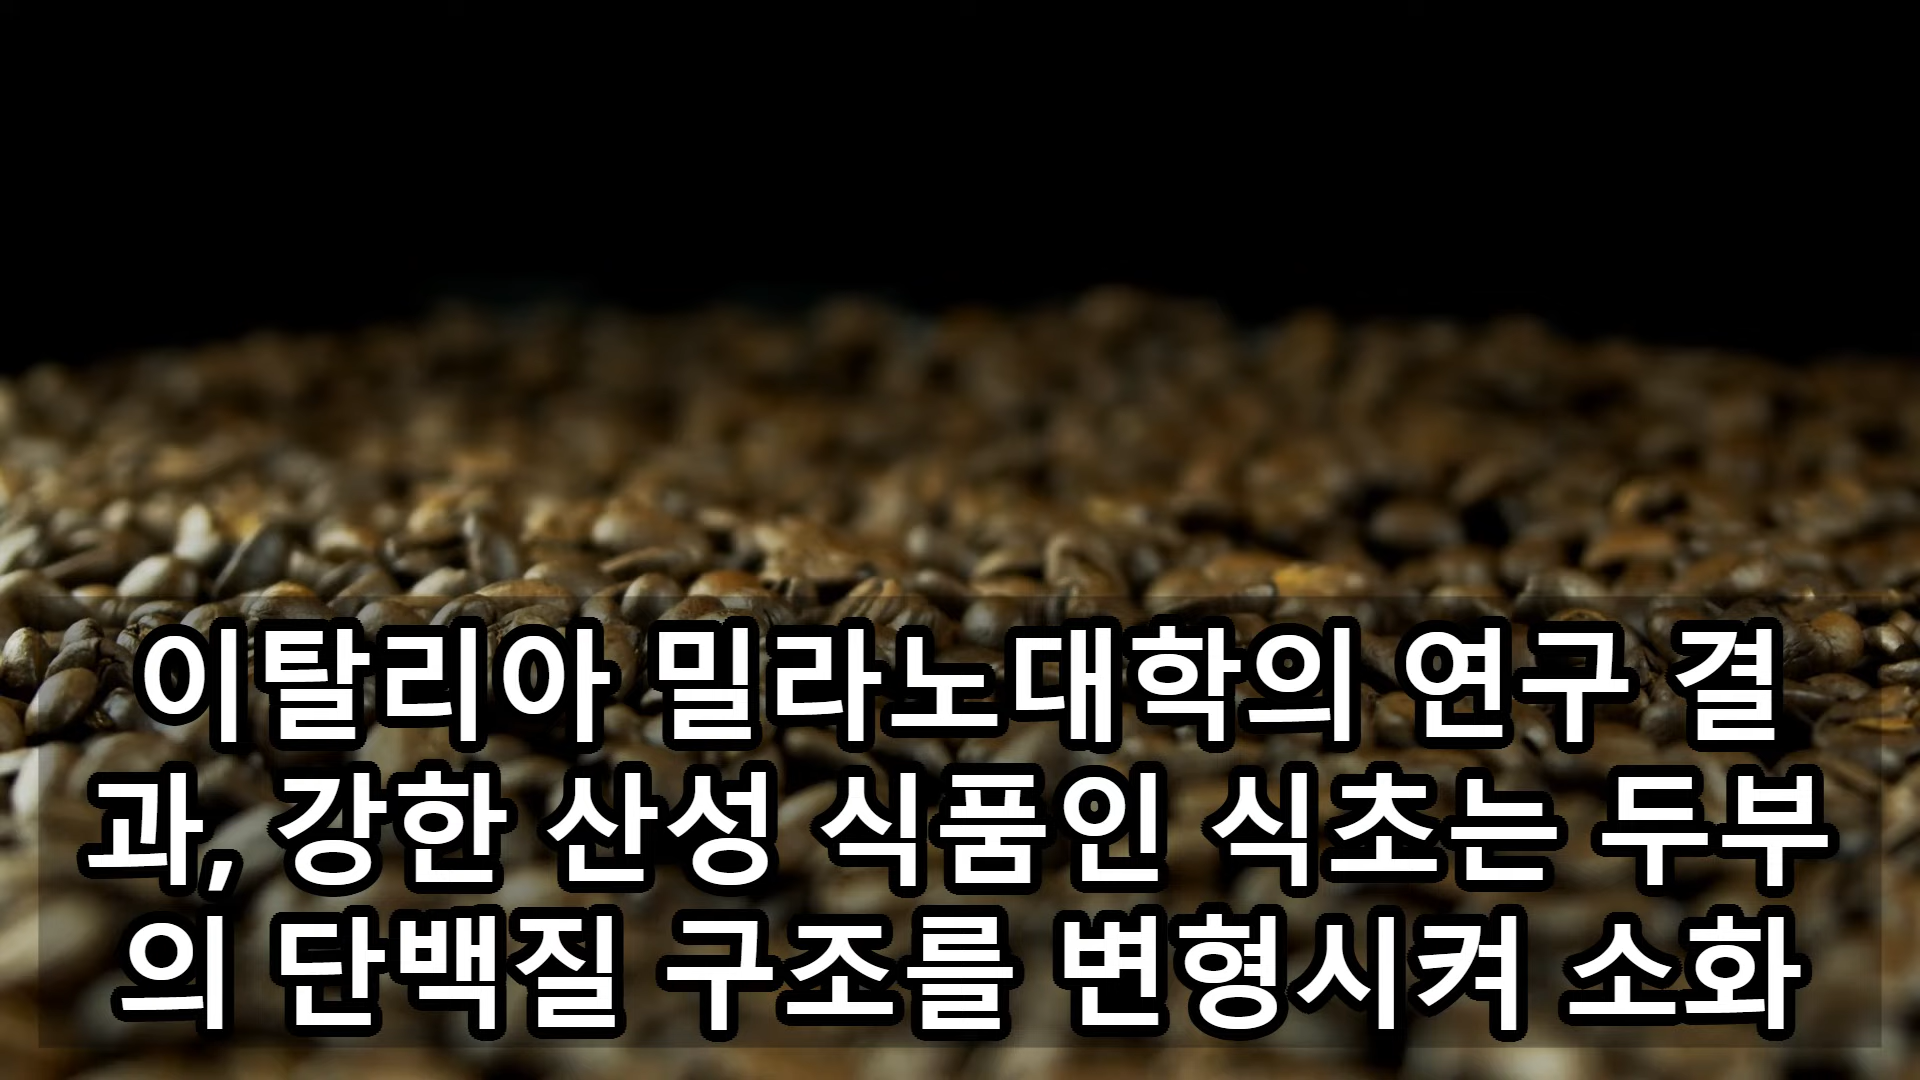 이탈리아 밀라노대학의 연구 결
과, 강한 산성 식품인 식초는 두부
의 단백질 구조를 변형시켜 소화